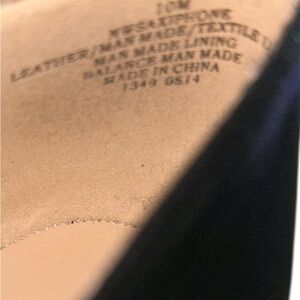 10M
NWSAXIPHONE
LEATHER/MAN MADE/TEXTILE U
MAN MADE LINING
BALANCE MAN MADE
MADE IN CHINA
1349 0814